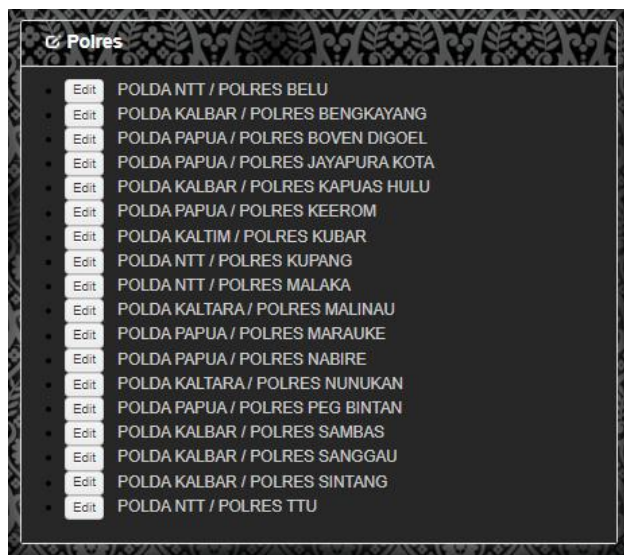 Polres
Edit POLDA NTT / POLRES BELU
Edit POLDA KALBAR / POLRES BENGKAYANG
Edit POLDA PAPUA / POLRES BOVEN DIGOEL
Edit POLDA PAPUA / POLRES JAYAPURA KOTA
Edit POLDA KALBAR / POLRES KAPUAS HULU
Edit POLDA PAPUA / POLRES KEEROM
Edit POLDA KALTIM / POLRES KUBAR
Edit POLDA NTT / POLRES KUPANG
Edit POLDA NTT / POLRES MALAKA
Edit POLDA KALTARA / POLRES MALINAU
Edit POLDA PAPUA / POLRES MARAUKE
Edit POLDA PAPUA / POLRES NABIRE
Edit POLDA KALTARA / POLRES NUNUKAN
Edit POLDA PAPUA / POLRES PEG BINTAN
Edit POLDA KALBAR / POLRES SAMBAS
Edit POLDA KALBAR / POLRES SANGGAU
Edit POLDA KALBAR / POLRES SINTANG
Edit POLDA NTT / POLRES TTU